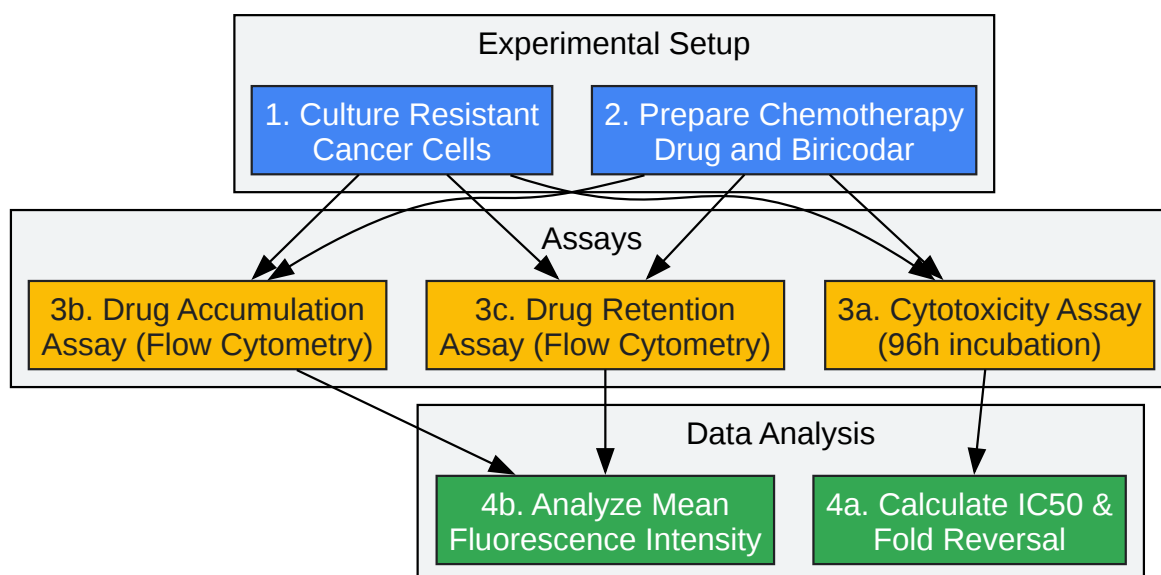 Experimental Setup
1. Culture Resistant
Cancer Cells
2. Prepare Chemotherapy
Drug and Biricodar
Assays
3b. Drug Accumulation
Assay (Flow Cytometry)
3c. Drug Retention
Assay (Flow Cytometry)
3a. Cytotoxicity Assay
(96h incubation)
Data Analysis
4b. Analyze Mean
Fluorescence Intensity
4a. Calculate IC50 &
Fold Reversal